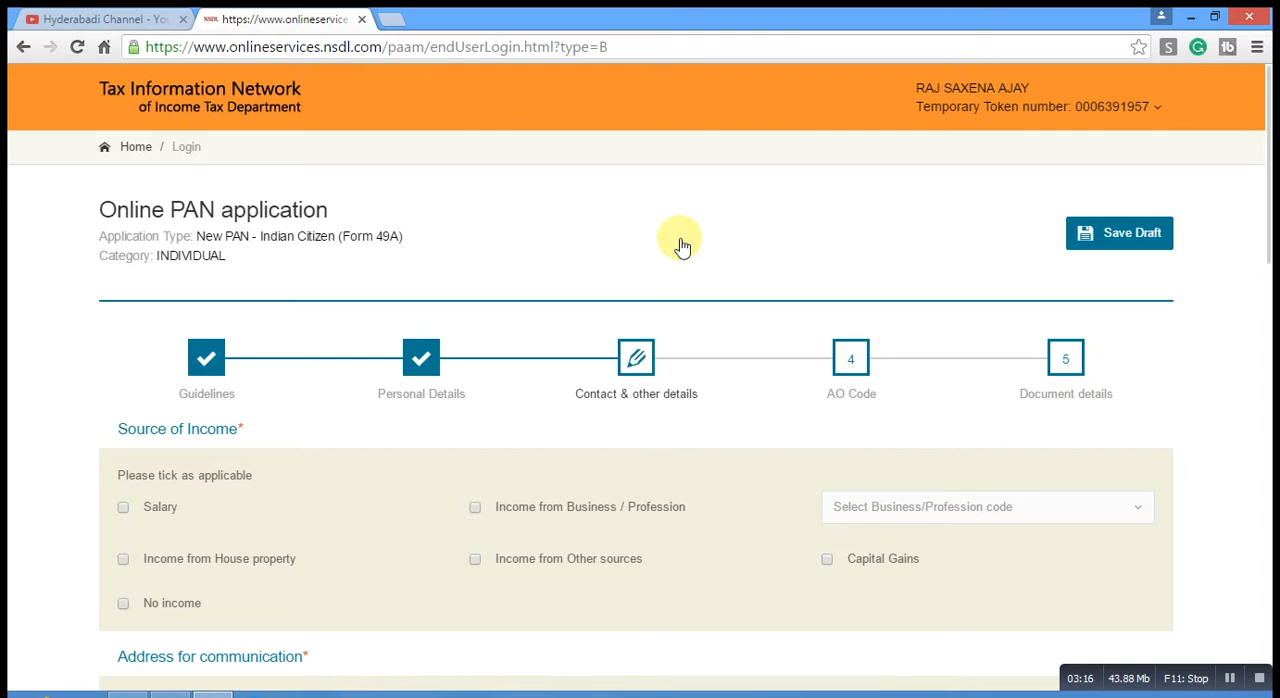 Hyderabadi Channel - You
NSDL https://www.onlineservice
https://www.onlineservices.nsdl.com/paam/endUserLogin.html?type=B
S
G
tb
Tax Information Network
of Income Tax Department
RAJ SAXENA AJAY
Temporary Token number: 0006391957
Home / Login
Online PAN application
Application Type: New PAN - Indian Citizen (Form 49A)
Category: INDIVIDUAL
Save Draft
4
5
Guidelines
Personal Details
Contact & other details
AO Code
Document details
Source of Income*
Please tick as applicable
Salary
Income from Business / Profession
Select Business/Profession code
Income from House property
Income from Other sources
Capital Gains
No income
Address for communication*
03:16
43.88 Mb
F11: Stop